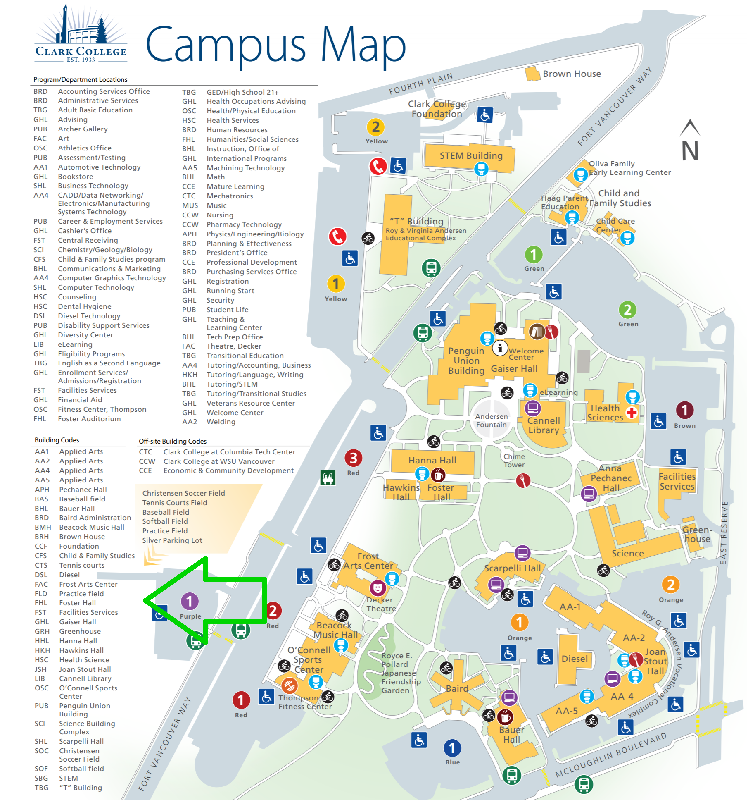 CLARK COLLEGE
EST. 1933
Campus Map
Program/Department Locations
BRD Accounting Services Office
BRD Administrative Services
TBG Adult Basic Education
GHL Advising
PUB Archer Gallery
FAC Art
OSC Athletics Office
PUB Assessment/Testing
AA1 Automotive Technology
GHL Bookstore
SHL Business Technology
AA4 CADD/Data Networking/
Electronics/Manufacturing
Systems Technology
PUB Career & Employment Services
GHL Cashier's Office
FST Central Receiving
SCI Chemistry/Geology/Biology
CFS Child & Family Studies program
BHL Communications & Marketing
AA4 Computer Graphics Technology
SHL Computer Technology
HSC Counseling
HSC Dental Hygiene
DSL Diesel Technology
PUB Disability Support Services
GHL Diversity Center
LIB eLearning
GHL Eligibility Programs
TBG English as a Second Language
GHL Enrollment Services/
Admissions/Registration
FST Facilities Services
GHL Financial Aid
OSC Fitness Center, Thompson
FHL Foster Auditorium
TBG GED/High School 21+
GHL Health Occupations Advising
OSC Health/Physical Education
HSC Health Services
BRD Human Resources
FHL Humanities/Social Sciences
BHL Instruction, Office of
GHL International Programs
AA5 Machining Technology
BHL Math
CCE Mature Learning
CTC Mechatronics
MUS Music
CCW Nursing
CCW Pharmacy Technology
APH Physics/Engineering/Biology
BRD Planning & Effectiveness
BRD President's Office
CCE Professional Development
BRD Purchasing Services Office
GHL Registration
GHL Running Start
GHL Security
PUB Student Life
GHL Teaching &
Learning Center
BHL Tech Prep Office
FAC Theatre, Decker
TBG Transitional Education
AA4 Tutoring/Accounting, Business
HKH Tutoring/Language, Writing
BHL Tutoring/STEM
TBG Tutoring/Transitional Studies
GHL Veterans Resource Center
GHL Welcome Center
AA2 Welding
Building Codes
AA1 Applied Arts
AA2 Applied Arts
AA4 Applied Arts
AA5 Applied Arts
APH Pechanec Hall
BAS Baseball Field
BHL Bauer Hall
BRD Baird Administration
BMH Beacock Music Hall
BRH Brown House
CCF Foundation
CFS Child & Family Studies
CTS Tennis courts
DSL Diesel
FAC Frost Arts Center
FLD Practice field
FHL Foster Hall
FST Facilities Services
GHL Gaiser Hall
GRH Greenhouse
HHL Hanna Hall
HKH Hawkins Hall
HSC Health Science
JSH Joan Stout Hall
LIB Cannell Library
OSC O'Connell Sports
Center
PUB Penguin Union
Building
SCI Science Building
Complex
SHL Scarpelli Hall
SOC Christensen
Soccer Field
SOF Softball field
SBG STEM
TBG "T" Building
Off-site Building Codes
CTC Clark College at Columbia Tech Center
CCW Clark College at WSU Vancouver
CCE Economic & Community Development
Christensen Soccer Field
Tennis Courts Field
Baseball Field
Softball Field
Practice Field
Silver Parking Lot
FOURTH PLAIN
Brown House
FORT VANCOUVER WAY
N
Clark College
Foundation
2
Yellow
STEM Building
Oliva Family
Early Learning Center
Haag Parent
Education
Child and
Family Studies
Child Care
Center
"T" Building
Roy & Virginia Andersen
Educational Complex
1
Yellow
1
Green
2
Green
Penguin
Union
Building
i
Welcome
Center
Gaiser Hall
eLearning
Andersen
Fountain
Cannell
Library
Health
Sciences
1
Brown
3
Red
Hanna Hall
Hawkins
Hall
Foster
Hall
Chime
Tower
Anna
Pechanec
Hall
Facilities
Services
Green-
house
Science
EAST RESERVE
Frost
Arts Center
Decker
Theatre
Scarpelli Hall
2
Orange
1
Purple
2
Red
Beacock
Music Hall
O'Connell
Sports
Center
Thompson
Fitness Center
1
Red
Royce E.
Pollard
Japanese
Friendship
Garden
1
Orange
AA-1
AA-2
Diesel
Joan
Stout
Hall
AA-4
AA-5
Roy G. Andersen Vocational Complex
Baird
Bauer
Hall
1
Blue
MCLOUGHLIN BOULEVARD
FORT VANCOUVER WAY